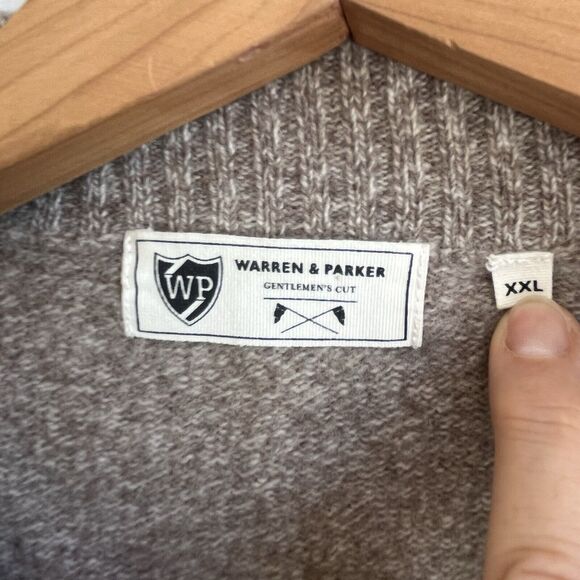 WP
WARREN & PARKER
GENTLEMEN'S CUT
XXL